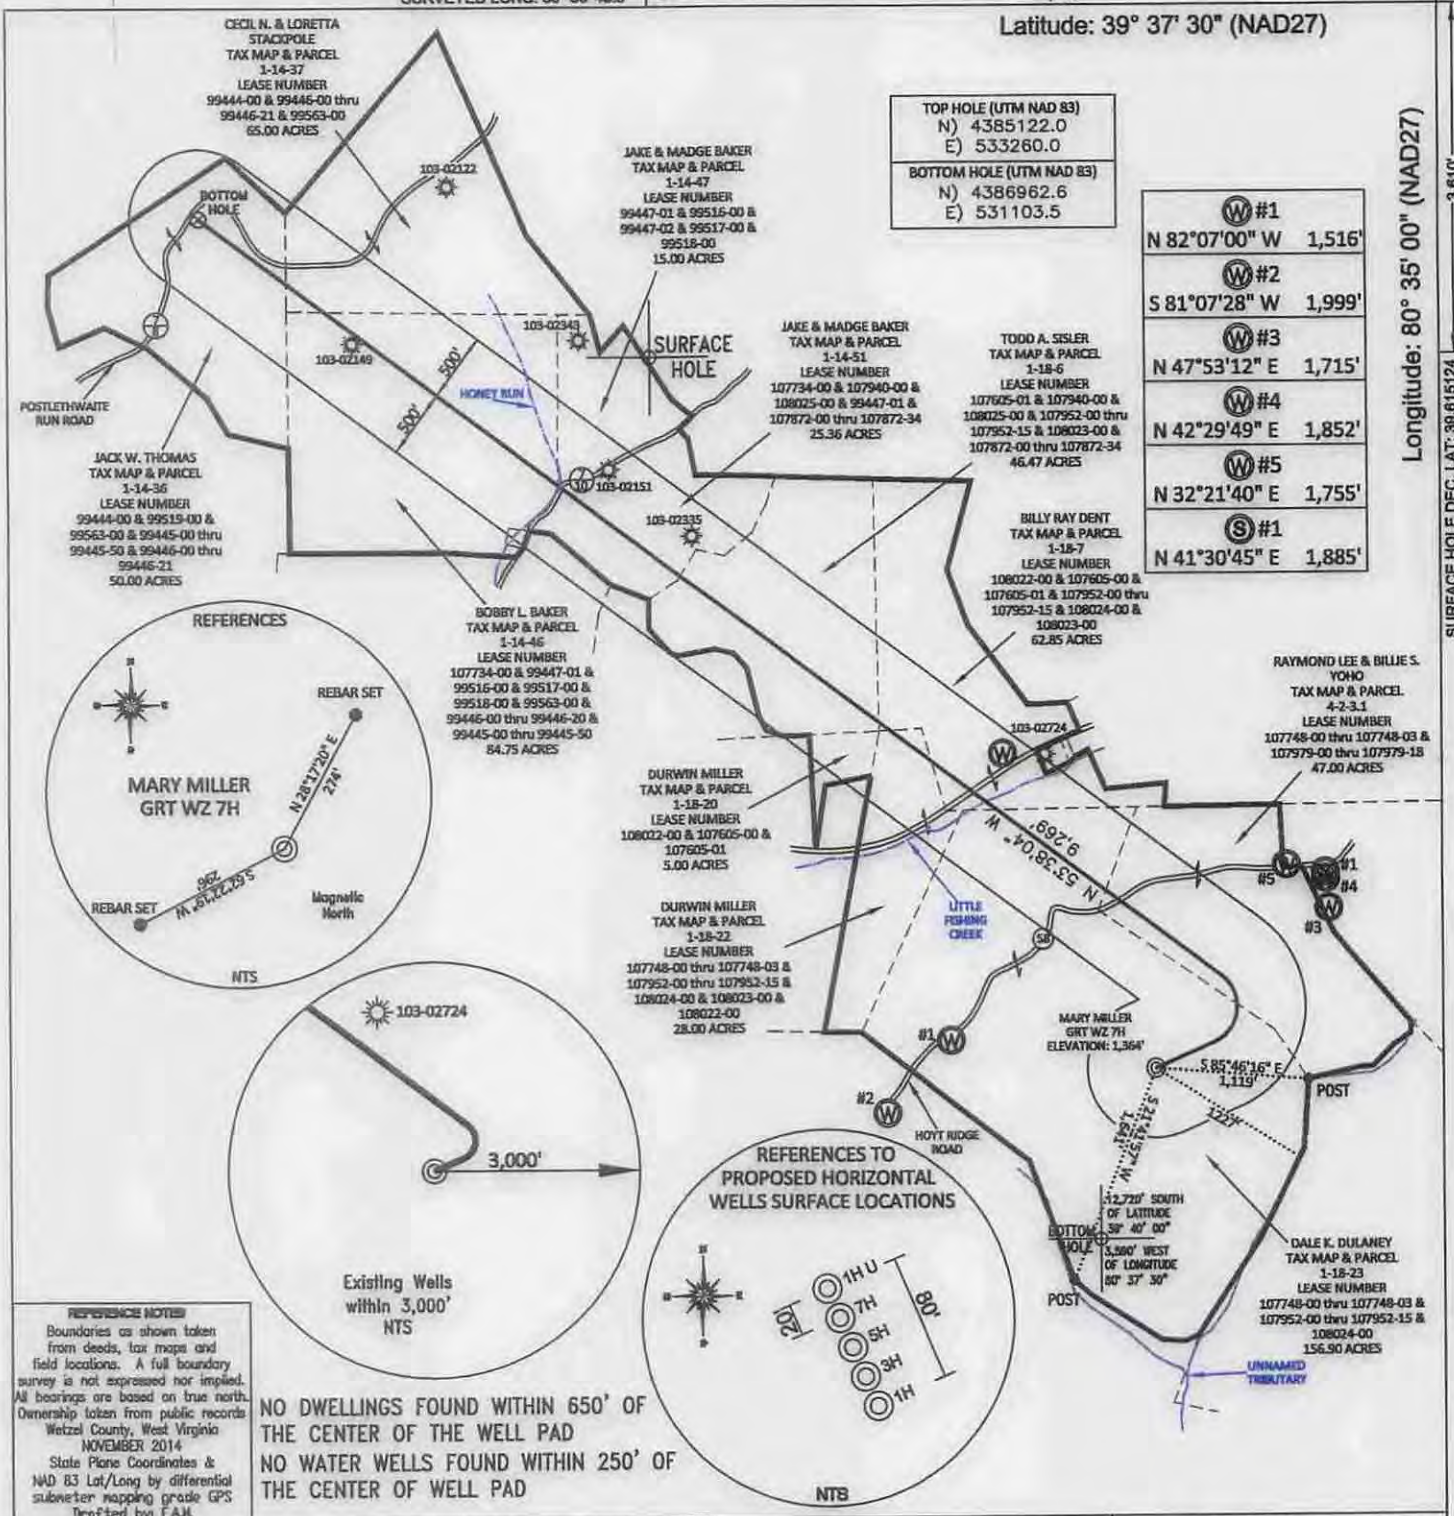 Latitude: 39° 37' 30" (NAD27)
CECIL N. & LORETTA
STACKPOLE
TAX MAP & PARCEL
1-14-37
LEASE NUMBER
99444-00 & 99446-00 thru
99446-21 & 99563-00
65.00 ACRES
TOP HOLE (UTM NAD 83)
N) 4385122.0
E) 533260.0
BOTTOM HOLE (UTM NAD 83)
N) 4386962.6
E) 531103.5
Longitude: 80° 35' 00" (NAD27)
W #1
N 82°07'00" W 1,516'
W #2
S 81°07'28" W 1,999'
W #3
N 47°53'12" E 1,715'
W #4
N 42°29'49" E 1,852'
W #5
N 32°21'40" E 1,755'
S #1
N 41°30'45" E 1,885'
JAKE & MADGE BAKER
TAX MAP & PARCEL
1-14-47
LEASE NUMBER
99447-01 & 99516-00 &
99447-02 & 99517-00 &
99518-00
15.00 ACRES
103-02122
BOTTOM
HOLE
103-02343
103-02149
SURFACE
HOLE
500'
500'
HONEY RUN
POSTLETHWAITE
RUN ROAD
7
JAKE & MADGE BAKER
TAX MAP & PARCEL
1-14-51
LEASE NUMBER
107734-00 & 107940-00 &
108025-00 & 99447-01 &
107872-00 thru 107872-34
25.36 ACRES
TODD A. SISLER
TAX MAP & PARCEL
1-18-6
LEASE NUMBER
107605-01 & 107940-00 &
108025-00 & 107952-00 thru
107952-15 & 108023-00 &
107872-00 thru 107872-34
46.47 ACRES
JACK W. THOMAS
TAX MAP & PARCEL
1-14-36
LEASE NUMBER
99444-00 & 99519-00 &
99563-00 & 99445-00 thru
99445-50 & 99446-00 thru
99446-21
50.00 ACRES
7
10
103-02151
103-02335
BILLY RAY DENT
TAX MAP & PARCEL
1-18-7
LEASE NUMBER
108022-00 & 107605-00 &
107605-01 & 107952-00 thru
107952-15 & 108024-00 &
108023-00
62.85 ACRES
BOBBY L. BAKER
TAX MAP & PARCEL
1-14-46
LEASE NUMBER
107734-00 & 99447-01 &
99516-00 & 99517-00 &
99518-00 & 99563-00 &
99446-00 thru 99446-20 &
99445-00 thru 99445-50
84.75 ACRES
RAYMOND LEE & BILLIE S.
YOHO
TAX MAP & PARCEL
4-2-3.1
LEASE NUMBER
107748-00 thru 107748-03 &
107979-00 thru 107979-18
47.00 ACRES
REFERENCES
REBAR SET
MARY MILLER
GRT WZ 7H
N 28°17'20" E
274'
S 62°22'19" W
296'
REBAR SET
Magnetic
North
NTS
103-02724
W
DURWIN MILLER
TAX MAP & PARCEL
1-18-20
LEASE NUMBER
108022-00 & 107605-00 &
107605-01
5.00 ACRES
N 53°38'04" W
9,269'
LITTLE
FISHING
CREEK
DURWIN MILLER
TAX MAP & PARCEL
1-18-22
LEASE NUMBER
107748-00 thru 107748-03 &
107952-00 thru 107952-15 &
108024-00 & 108023-00 &
108022-00
28.00 ACRES
W
#5
#1
#4
W
#3
58
MARY MILLER
GRT WZ 7H
ELEVATION: 1,364'
#1 W
#2 W
HOYT RIDGE
ROAD
S 85°46'16" E
1,119'
POST
1227'
S 21°41'57" W
1,641'
12,720' SOUTH
OF LATITUDE
39° 40' 00"
BOTTOM
HOLE
OF LONGITUDE
80° 37' 30"
POST
DALE K. DULANEY
TAX MAP & PARCEL
1-18-23
LEASE NUMBER
107748-00 thru 107748-03 &
107952-00 thru 107952-15 &
108024-00
156.90 ACRES
UNNAMED
TRIBUTARY
103-02724
3,000'
Existing Wells
within 3,000'
NTS
REFERENCES TO
PROPOSED HORIZONTAL
WELLS SURFACE LOCATIONS
1H U
7H
5H
3H
1H
20'
80'
NTS
REFERENCE NOTES
Boundaries as shown taken
from deeds, tax maps and
field locations. A full boundary
survey is not expressed nor implied.
All bearings are based on true north.
Ownership taken from public records
Wetzel County, West Virginia
NOVEMBER 2014
State Plane Coordinates &
NAD 83 Lat/Long by differential
submeter mapping grade GPS
Drafted by: F.A.H.
NO DWELLINGS FOUND WITHIN 650' OF
THE CENTER OF THE WELL PAD
NO WATER WELLS FOUND WITHIN 250' OF
THE CENTER OF WELL PAD